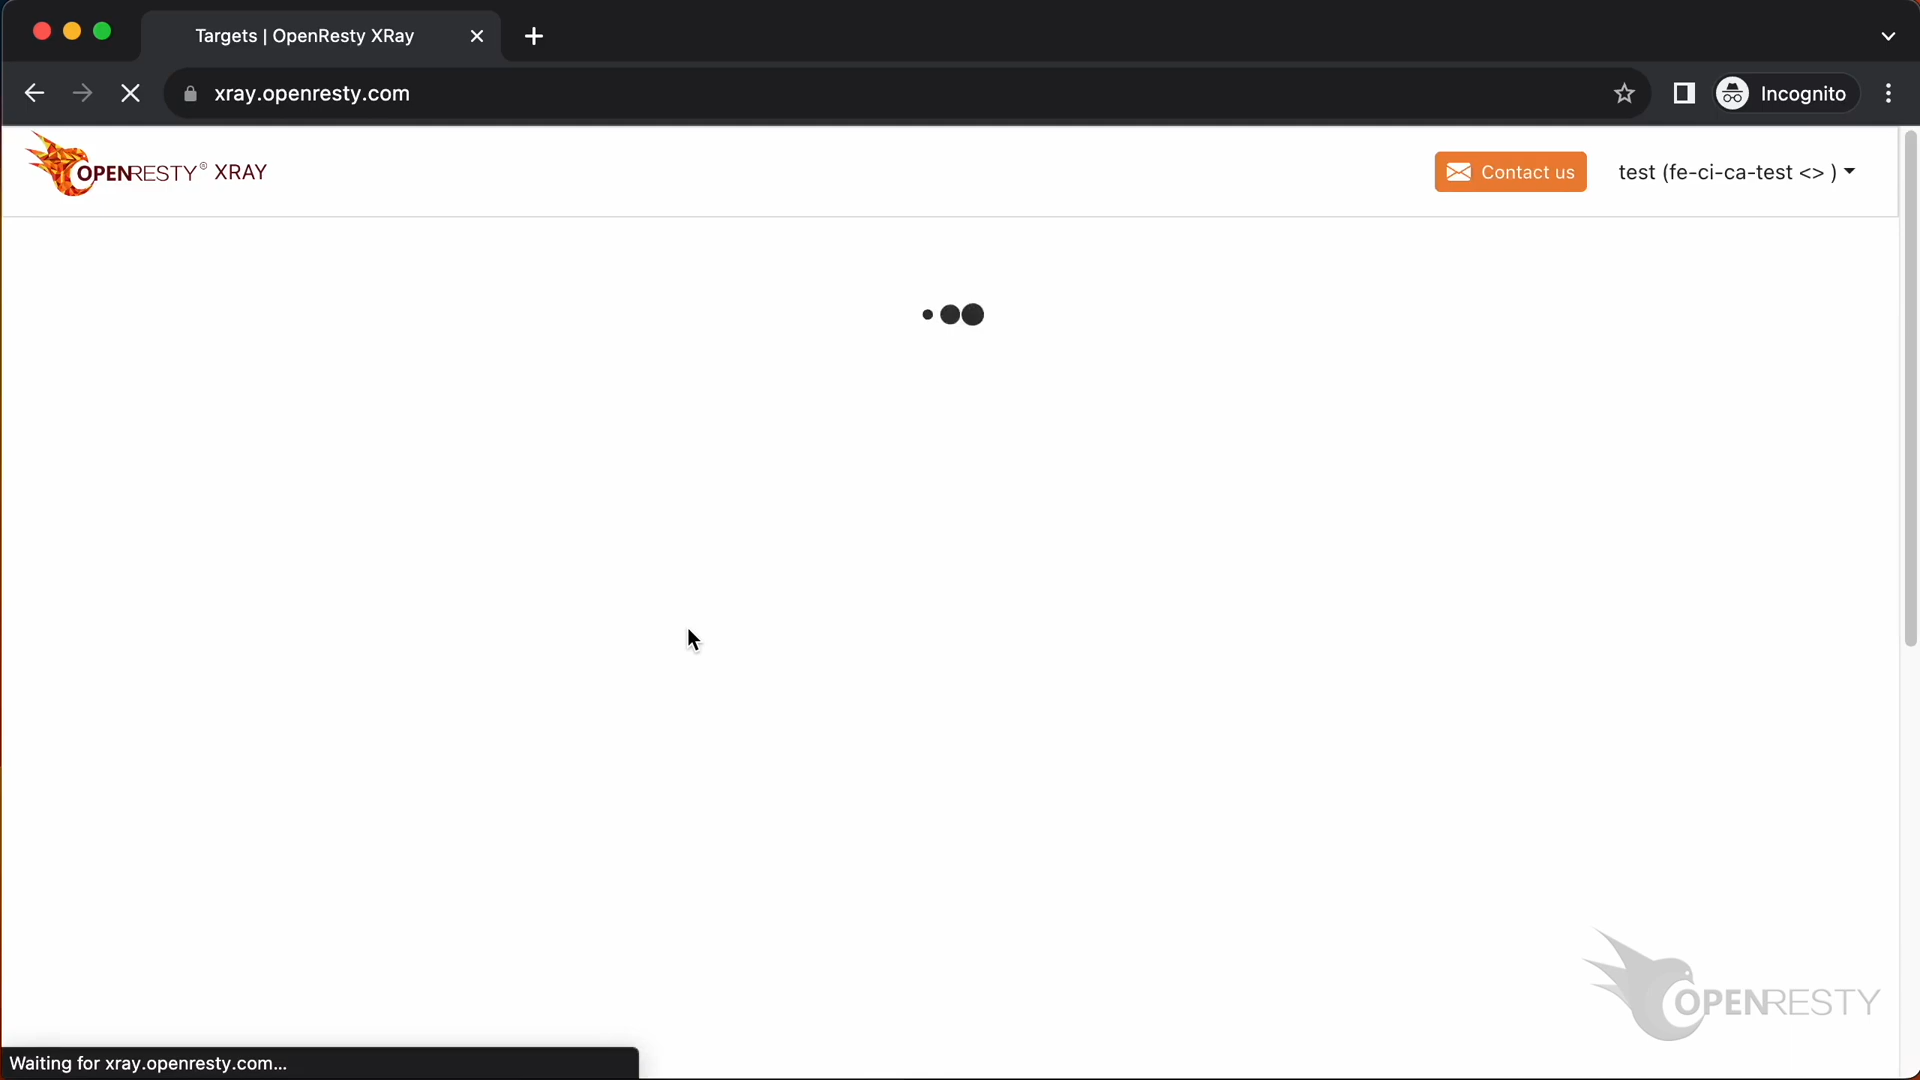 Targets | OpenResty XRay
xray.openresty.com
Incognito
OPENRESTY® XRAY
Contact us
test (fe-ci-ca-test <> )
OPENRESTY
Waiting for xray.openresty.com...